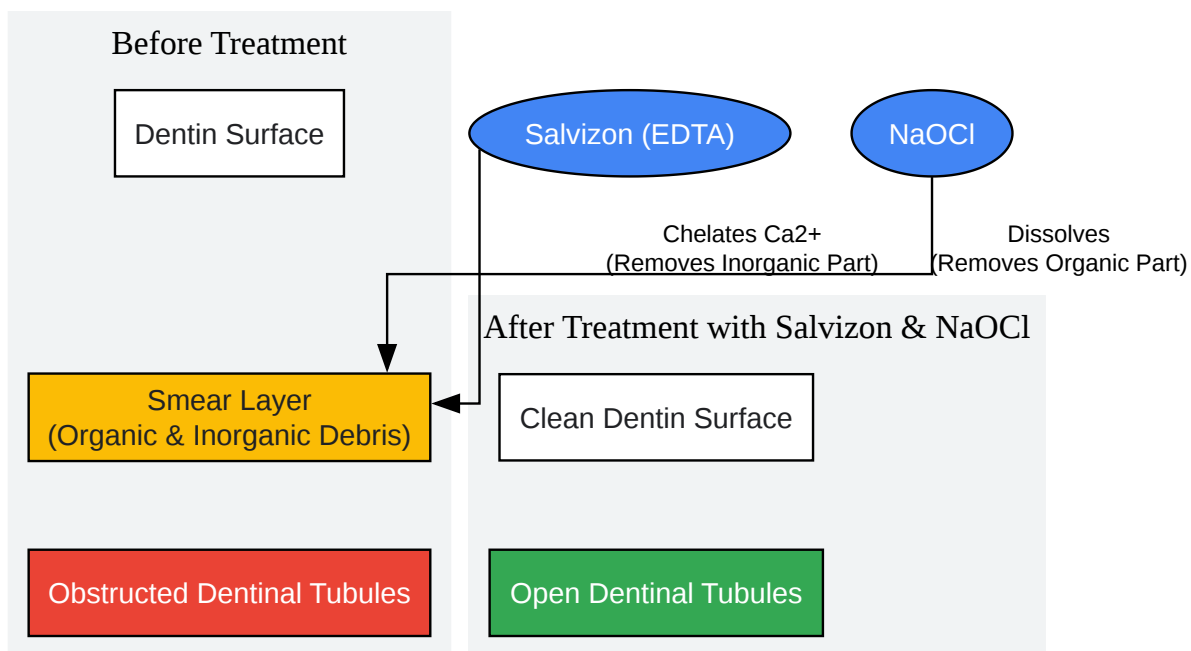 Before Treatment
Dentin Surface
Salvizon (EDTA)
NaOCl
Chelates Ca2+
(Removes Inorganic Part)
Dissolves
(Removes Organic Part)
After Treatment with Salvizon & NaOCl
Smear Layer
(Organic & Inorganic Debris)
Clean Dentin Surface
Obstructed Dentinal Tubules
Open Dentinal Tubules